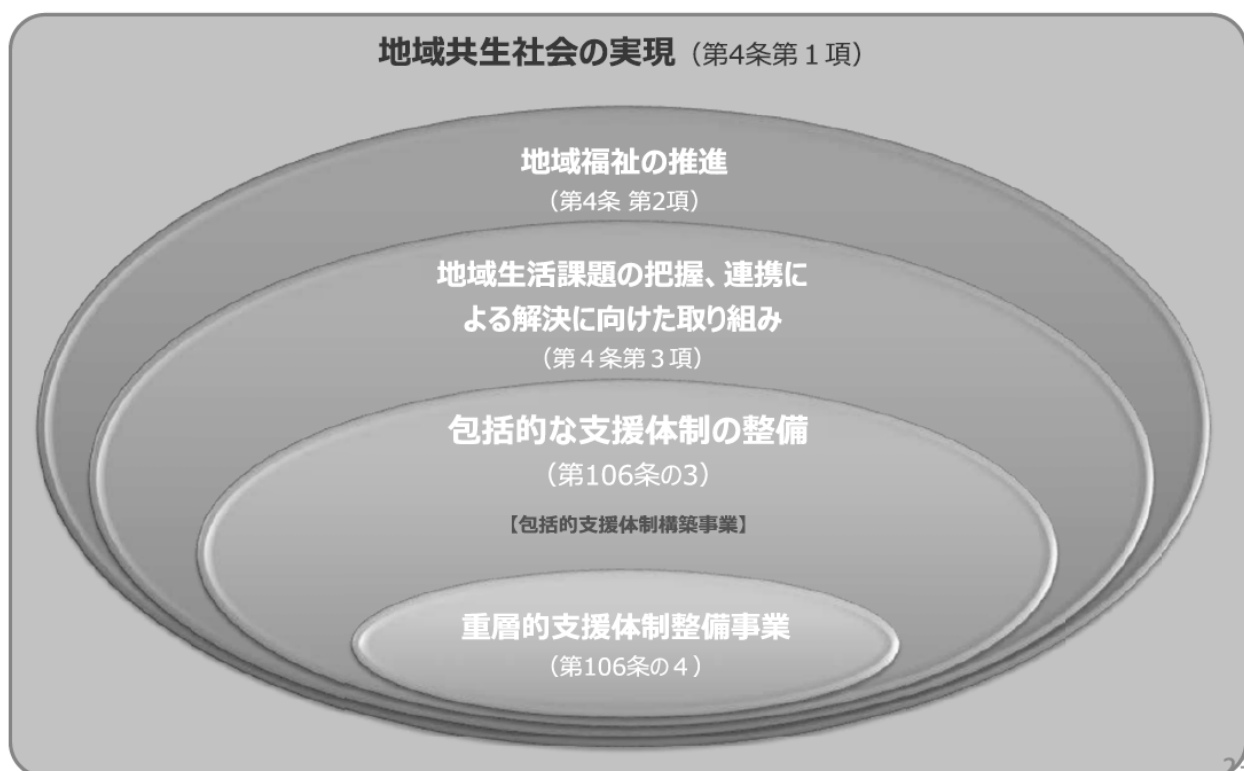 地域共生社会の実現（第4条第１項）
地域福祉の推進
（第4条 第2項）
地域生活課題の把握、連携に
よる解決に向けた取り組み
（第４条第３項）
包括的な支援体制の整備
（第106条の3）
【包括的支援体制構築事業】
重層的支援体制整備事業
（第106条の４）